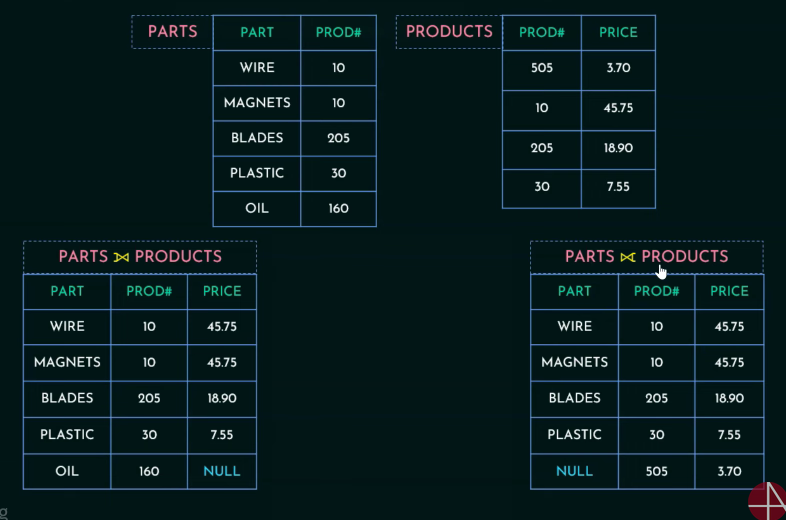 PARTS
PART PROD#
WIRE 10
MAGNETS 10
BLADES 205
PLASTIC 30
OIL 160
PRODUCTS
PROD# PRICE
505 3.70
10 45.75
205 18.90
30 7.55
PARTS ⟕ PRODUCTS
PART PROD# PRICE
WIRE 10 45.75
MAGNETS 10 45.75
BLADES 205 18.90
PLASTIC 30 7.55
OIL 160 NULL
PARTS ⟖ PRODUCTS
PART PROD# PRICE
WIRE 10 45.75
MAGNETS 10 45.75
BLADES 205 18.90
PLASTIC 30 7.55
NULL 505 3.70